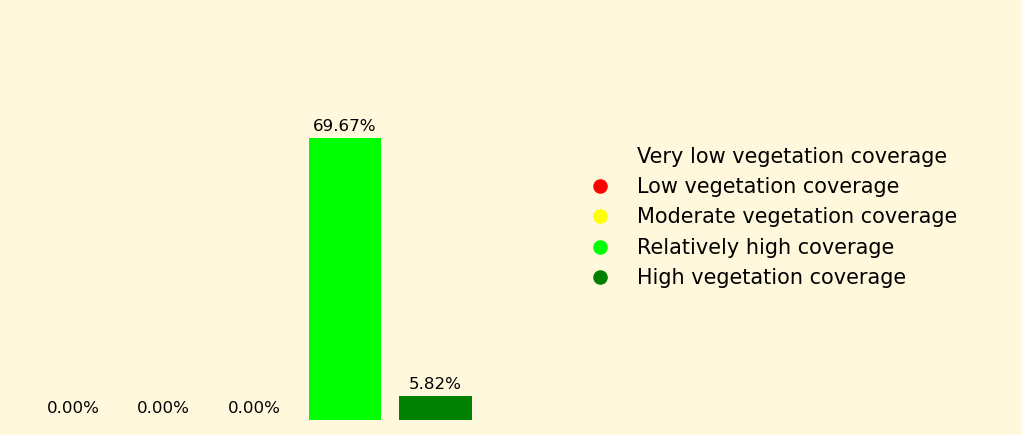 69.67%
5.82%
0.00%
0.00%
0.00%
Very low vegetation coverage
Low vegetation coverage
Moderate vegetation coverage
Relatively high coverage
High vegetation coverage